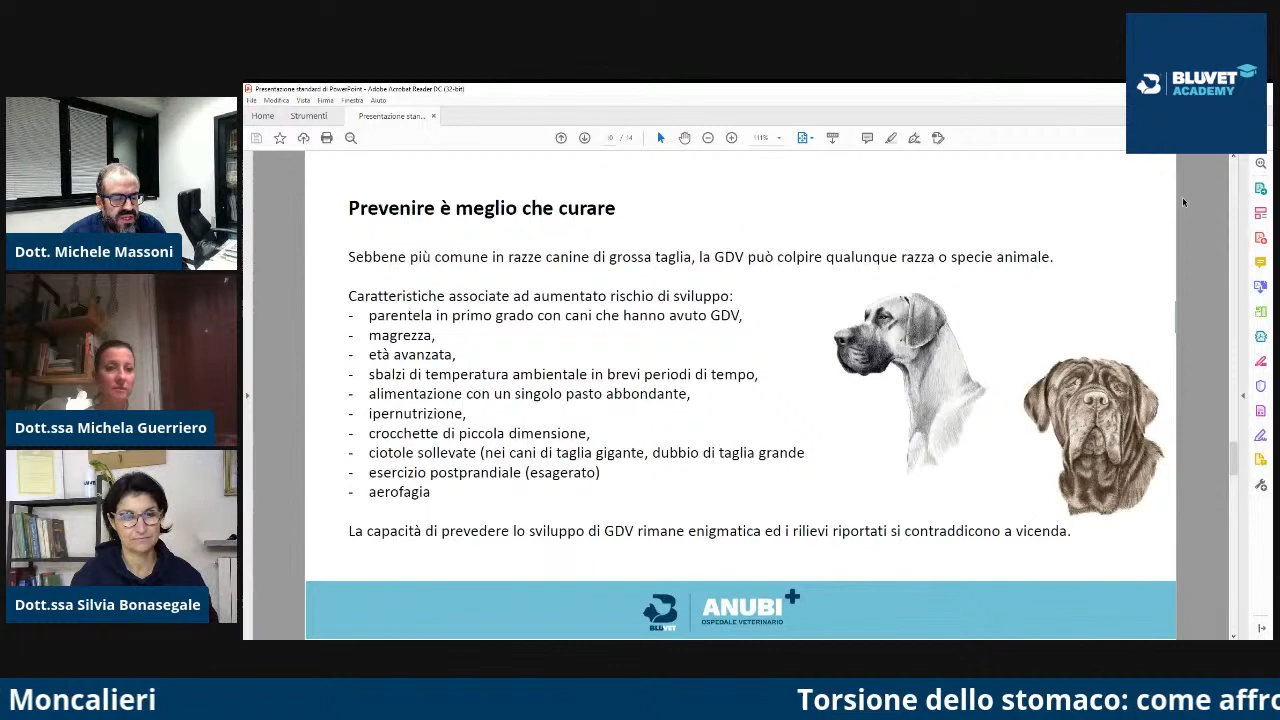 BLUVET
ACADEMY
Presentazione standard di PowerPoint - Adobe Acrobat Reader DC (32-bit)
File Modifica Vista Firma Finestra Aiuto
Home Strumenti Presentazione stan... ×
10 / 14 111%
Prevenire è meglio che curare
Sebbene più comune in razze canine di grossa taglia, la GDV può colpire qualunque razza o specie animale.
Caratteristiche associate ad aumentato rischio di sviluppo:
- parentela in primo grado con cani che hanno avuto GDV,
- magrezza,
- età avanzata,
- sbalzi di temperatura ambientale in brevi periodi di tempo,
- alimentazione con un singolo pasto abbondante,
- ipernutrizione,
- crocchette di piccola dimensione,
- ciotole sollevate (nei cani di taglia gigante, dubbio di taglia grande
- esercizio postprandiale (esagerato)
- aerofagia
La capacità di prevedere lo sviluppo di GDV rimane enigmatica ed i rilievi riportati si contraddicono a vicenda.
BLUVET
ANUBI+
OSPEDALE VETERINARIO
Dott. Michele Massoni
Dott.ssa Michela Guerriero
Dott.ssa Silvia Bonasegale
Moncalieri
Torsione dello stomaco: come affro